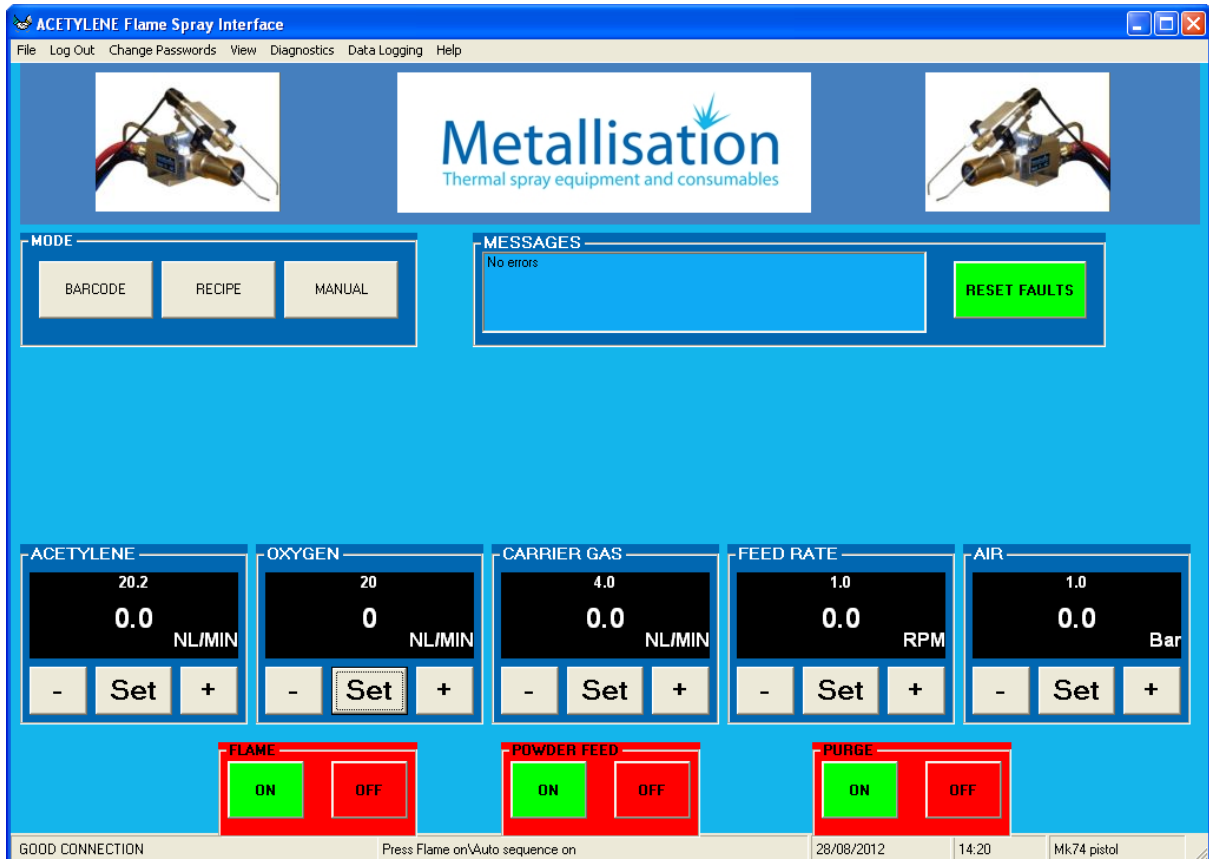 ACETYLENE Flame Spray Interface
File Log Out Change Passwords View Diagnostics Data Logging Help
Metallisation
Thermal spray equipment and consumables
MODE
BARCODE RECIPE MANUAL
MESSAGES
No errors
RESET FAULTS
ACETYLENE
20.2
0.0
NL/MIN
- Set +
OXYGEN
20
0
NL/MIN
- Set +
CARRIER GAS
4.0
0.0
NL/MIN
- Set +
FEED RATE
1.0
0.0
RPM
- Set +
AIR
1.0
0.0
Bar
- Set +
FLAME
ON OFF
POWDER FEED
ON OFF
PURGE
ON OFF
GOOD CONNECTION Press Flame on\Auto sequence on 28/08/2012 14:20 Mk74 pistol